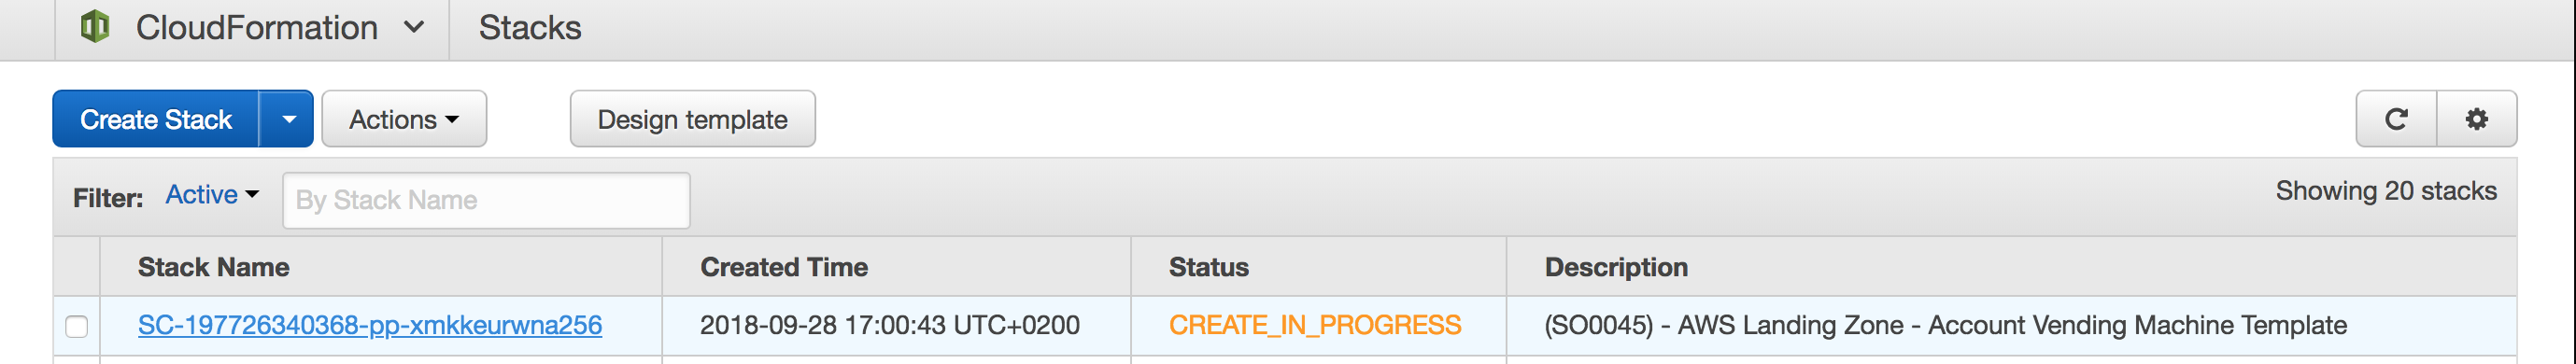 CloudFormation Stacks
Create Stack Actions Design template
Filter: Active By Stack Name Showing 20 stacks
Stack Name Created Time Status Description
SC-197726340368-pp-xmkkeurwna256 2018-09-28 17:00:43 UTC+0200 CREATE_IN_PROGRESS (SO0045) - AWS Landing Zone - Account Vending Machine Template